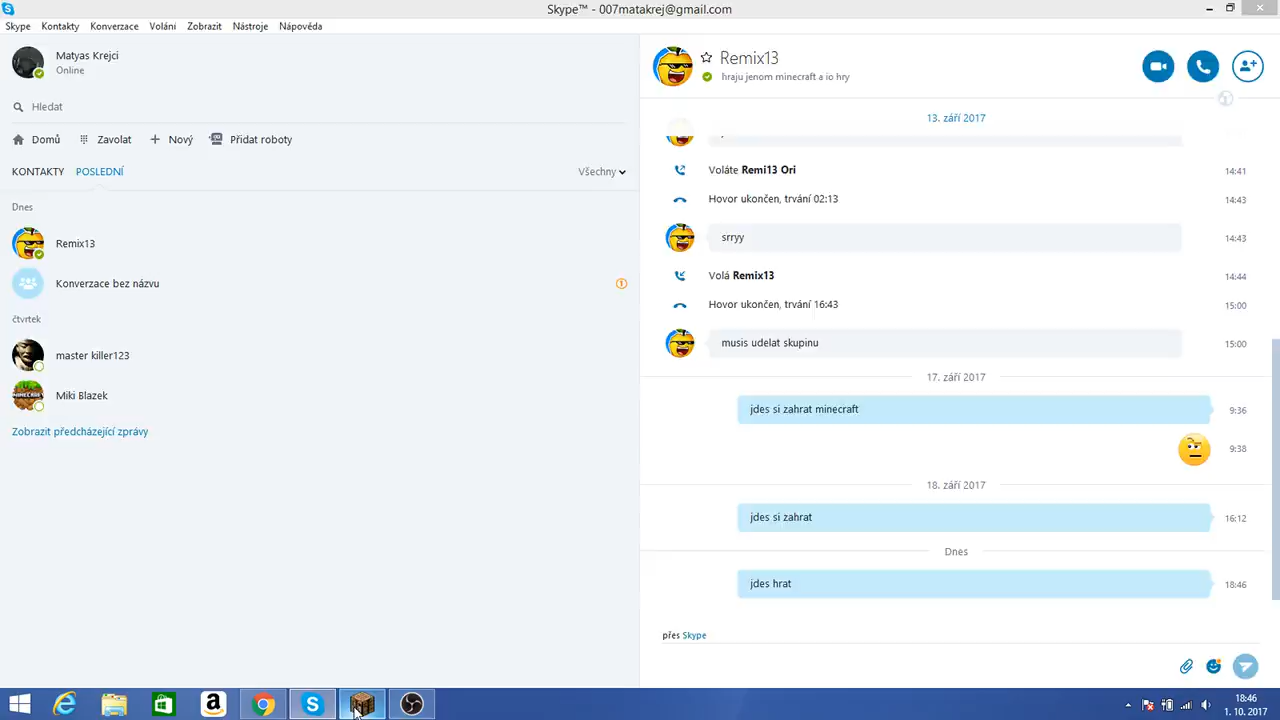 Skype™ - 007matakrej@gmail.com
Skype Kontakty Konverzace Volání Zobrazit Nástroje Nápověda
Matyas Krejci
Online
Hledat
Domů Zavolat Nový Přidat roboty
KONTAKTY POSLEDNÍ Všechny
Dnes
Remix13
Konverzace bez názvu
čtvrtek
master killer123
Miki Blazek
Zobrazit předcházející zprávy
Remix13
hraju jenom minecraft a io hry
13. září 2017
Voláte Remi13 Ori 14:41
Hovor ukončen, trvání 02:13 14:43
srryy 14:43
Volá Remix13 14:44
Hovor ukončen, trvání 16:43 15:00
musis udelat skupinu 15:00
17. září 2017
jdes si zahrat minecraft 9:36
9:38
18. září 2017
jdes si zahrat 16:12
Dnes
jdes hrat 18:46
přes Skype
18:46
1. 10. 2017